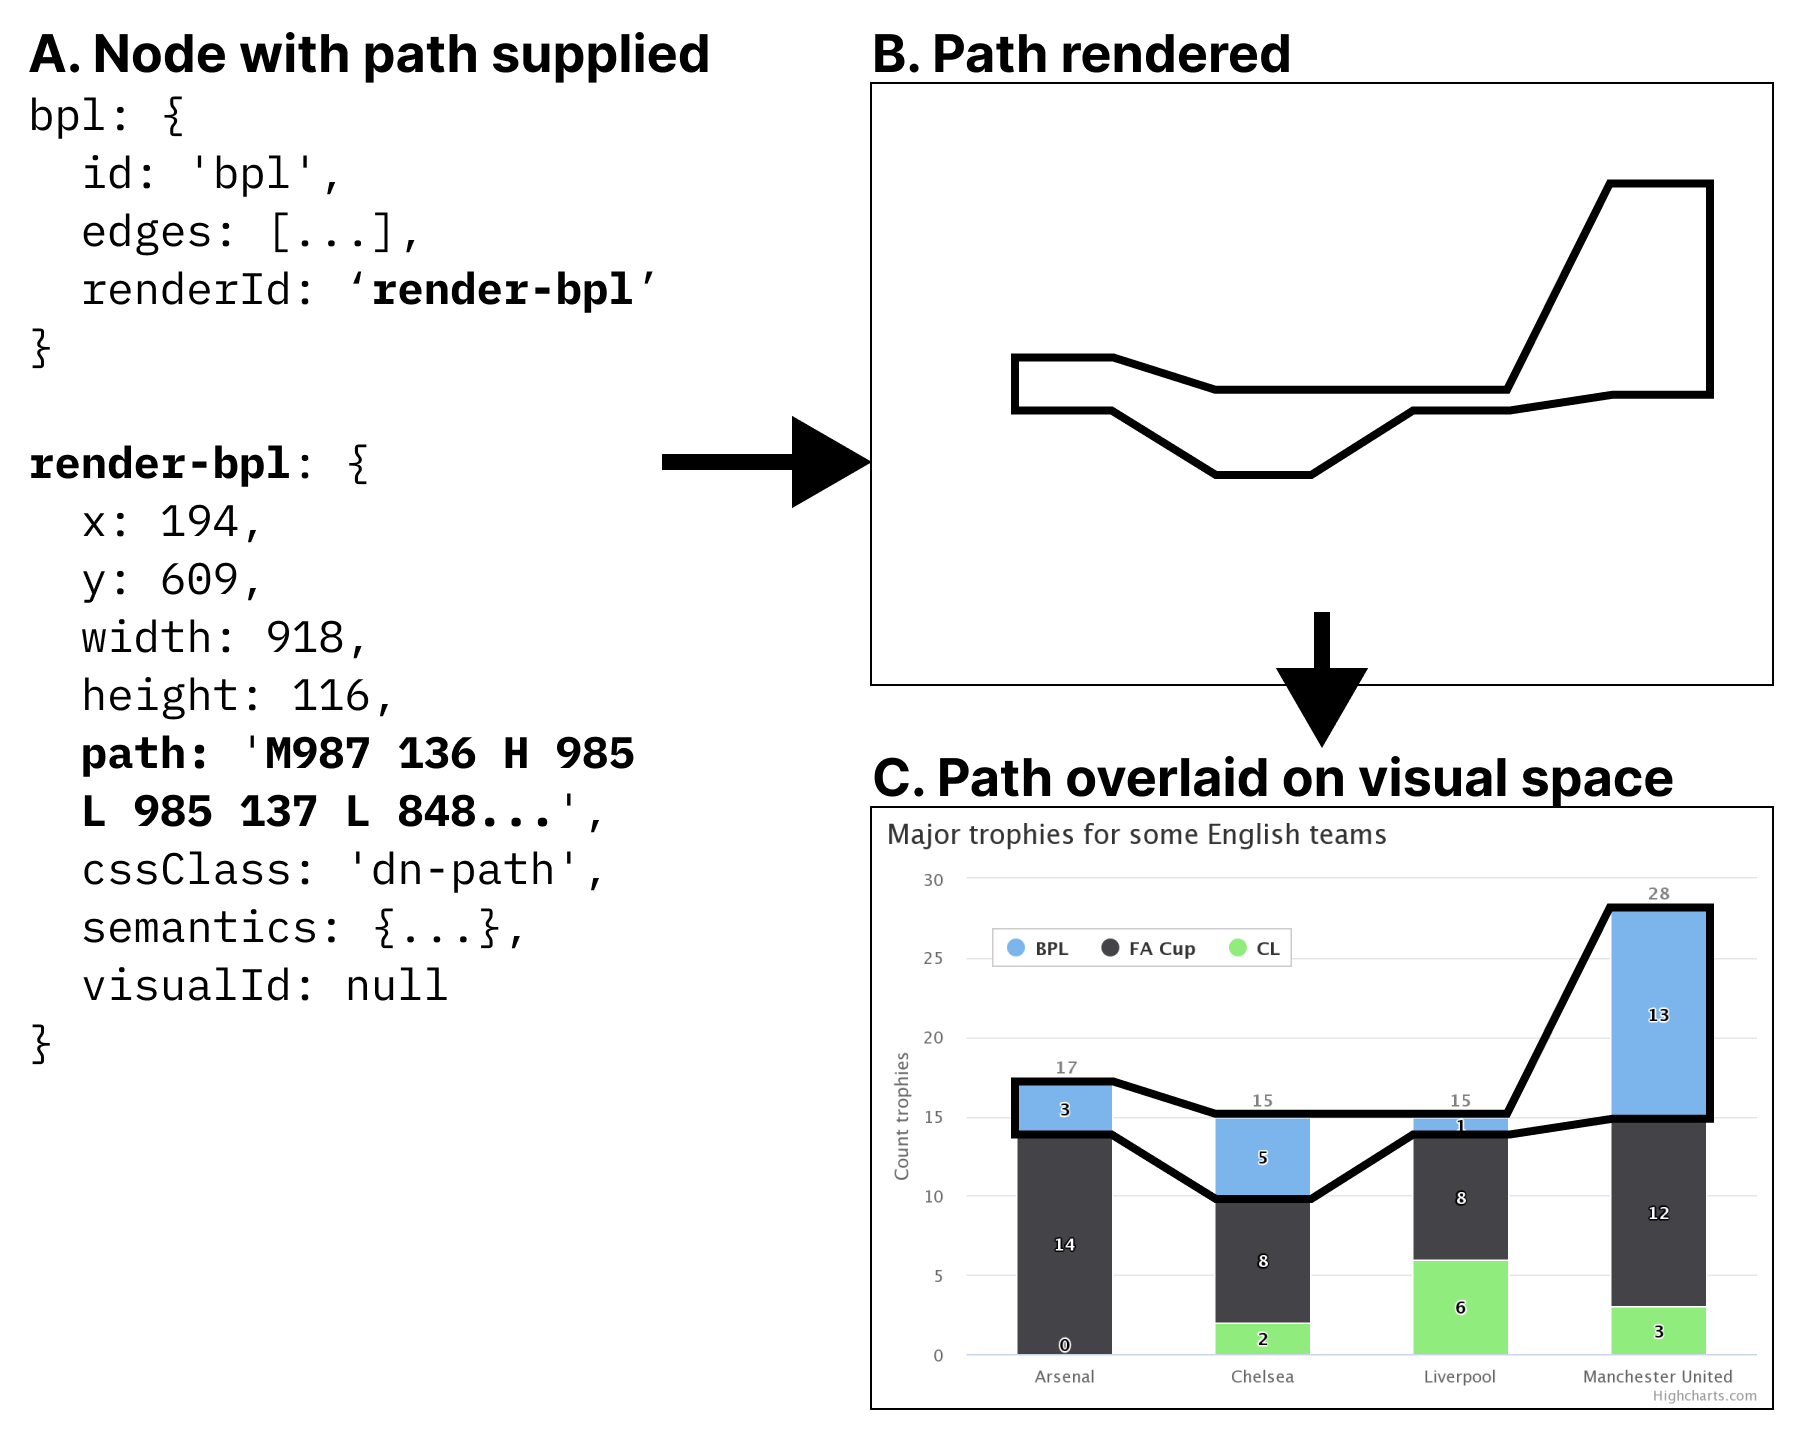 A. Node with path supplied
bpl: {
id: 'bpl',
edges: [...],
renderId: ‘render-bpl’
}
render-bpl: {
x: 194,
y: 609,
width: 918,
height: 116,
path: 'M987 136 H 985
L 985 137 L 848...',
cssClass: 'dn-path',
semantics: {...},
visualId: null
}
B. Path rendered
C. Path overlaid on visual space
Major trophies for some English teams
30
28
BPL FA Cup CL
25
13
20
17
3
15
15
15
1
Count trophies
5
10
8
12
14
8
5
6
3
2
0
0
Arsenal Chelsea Liverpool Manchester United
Highcharts.com